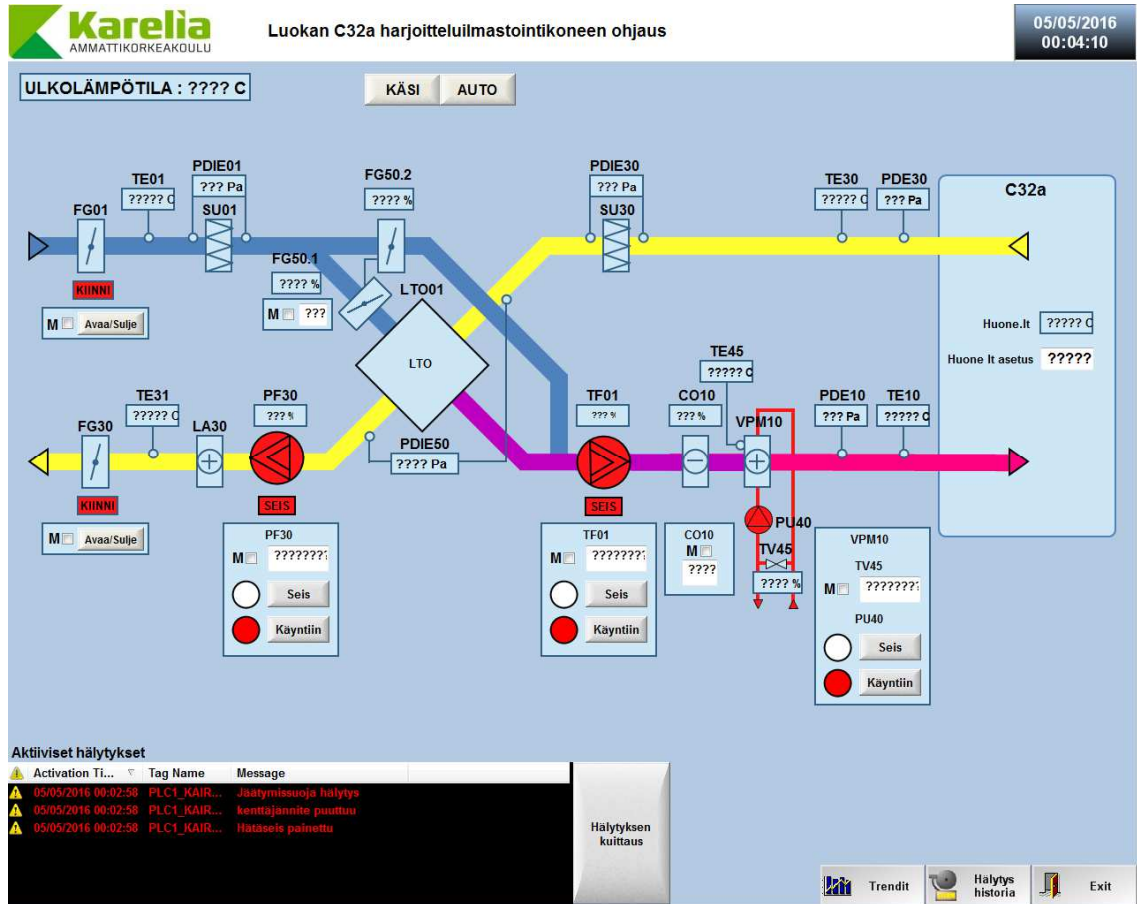 Karelia
AMMATTIKORKEAKOULU
Luokan C32a harjoitteluilmastointikoneen ohjaus
05/05/2016
00:04:10
ULKOLÄMPÖTILA : ???? C
KÄSI
AUTO
PDIE01
??? Pa
TE01
????? C
SU01
FG01
FG50.2
???? %
PDIE30
??? Pa
SU30
TE30
????? C
PDE30
??? Pa
C32a
KIINNI
M Avaa/Sulje
FG50.1
???? %
M ???
LTO01
LTO
Huone.lt ????? C
Huone lt asetus ?????
TE31
????? C
PF30
??? %
FG30
LA30
PDIE50
???? Pa
TF01
??? %
TE45
????? C
CO10
??? %
VPM10
PDE10
??? Pa
TE10
????? C
KIINNI
M Avaa/Sulje
SEIS
PF30
M ????????
Seis
Käyntiin
SEIS
TF01
M ????????
Seis
Käyntiin
CO10
M
????
PU40
TV45
???? %
VPM10
TV45
M ????????
PU40
Seis
Käyntiin
Aktiiviset hälytykset
Activation Ti... Tag Name Message
05/05/2016 00:02:58 PLC1_KAIR... Jäätymissuoja hälytys
05/05/2016 00:02:58 PLC1_KAIR... kenttäjännite puuttuu
05/05/2016 00:02:58 PLC1_KAIR... Hätäseis painettu
Hälytyksen
kuittaus
Trendit
Hälytys
historia
Exit